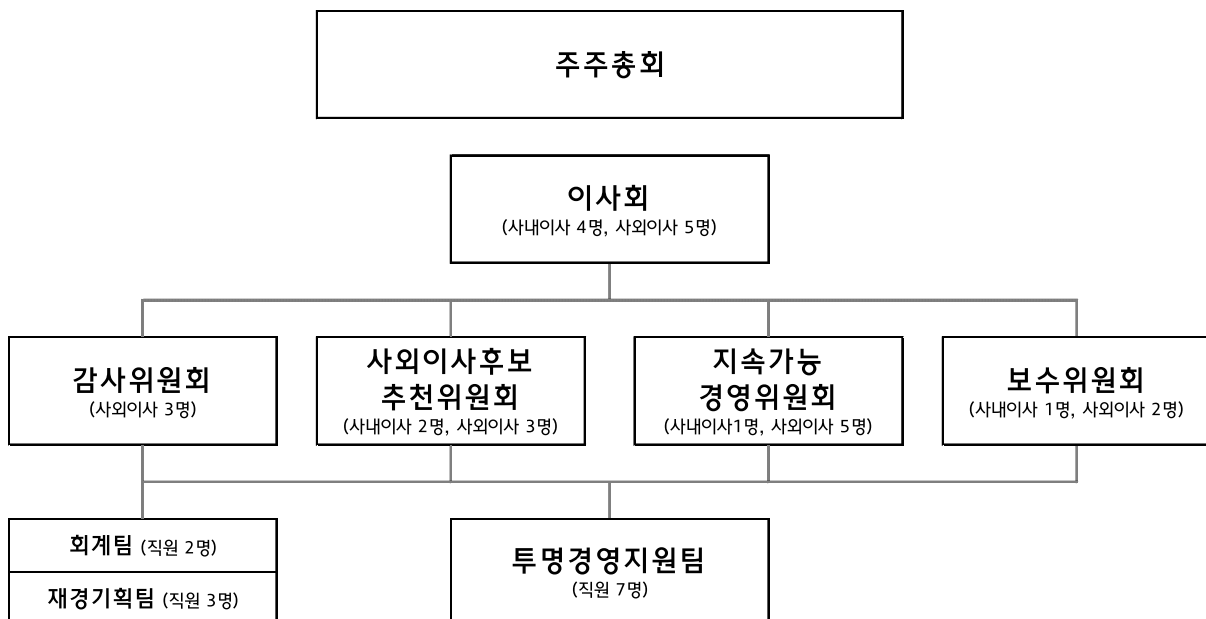 주주총회
이사회
(사내이사 4명, 사외이사 5명)
감사위원회
(사외이사 3명)
사외이사후보
추천위원회
(사내이사 2명, 사외이사 3명)
지속가능
경영위원회
(사내이사1명, 사외이사 5명)
보수위원회
(사내이사 1명, 사외이사 2명)
회계팀 (직원 2명)
재경기획팀 (직원 3명)
투명경영지원팀
(직원 7명)